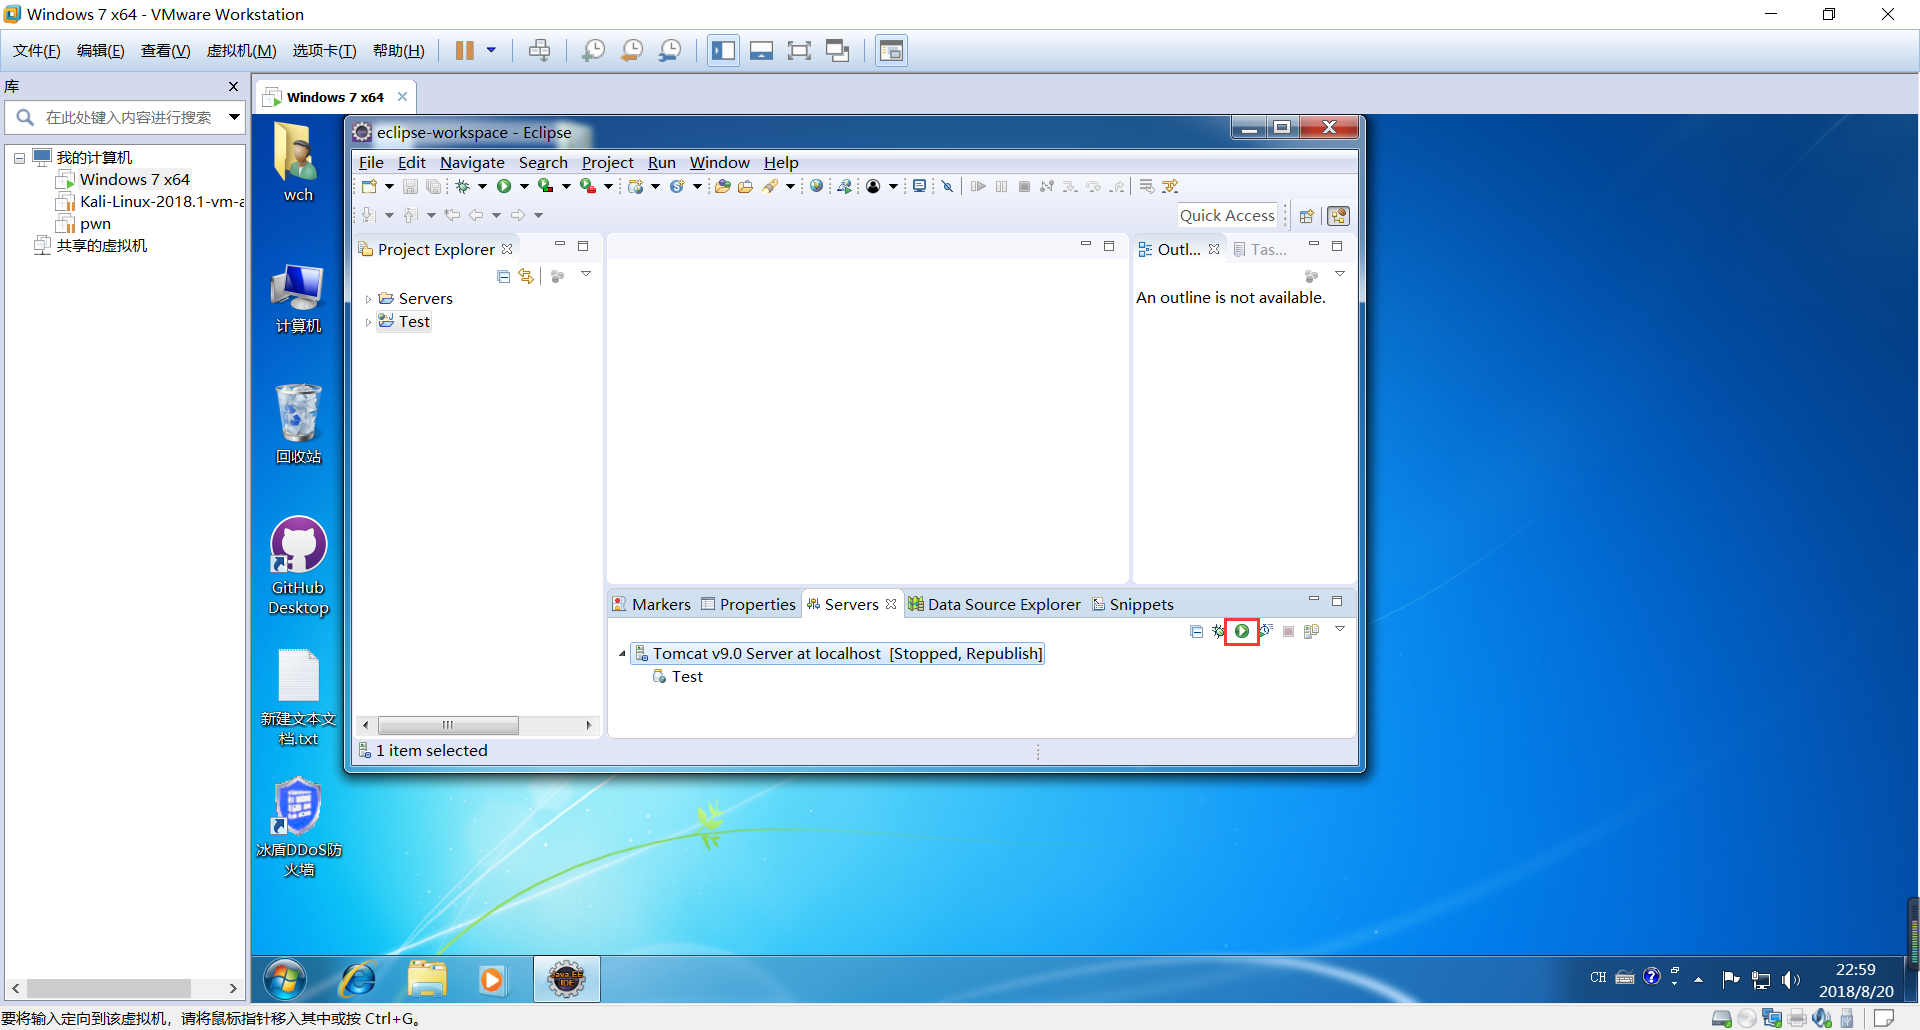 Windows 7 x64 - VMware Workstation
文件(F) 编辑(E) 查看(V) 虚拟机(M) 选项卡(T) 帮助(H)
库
在此处键入内容进行搜索
我的计算机
Windows 7 x64
Kali-Linux-2018.1-vm-a
pwn
共享的虚拟机
Windows 7 x64
wch
计算机
回收站
GitHub
Desktop
新建文本文
档.txt
冰盾DDoS防
火墙
eclipse-workspace - Eclipse
File Edit Navigate Search Project Run Window Help
Quick Access
Project Explorer
Servers
Test
Outl... Tas...
An outline is not available.
Markers Properties Servers Data Source Explorer Snippets
Tomcat v9.0 Server at localhost [Stopped, Republish]
Test
1 item selected
Java EE
IDE
CH
22:59
2018/8/20
要将输入定向到该虚拟机，请将鼠标指针移入其中或按 Ctrl+G。